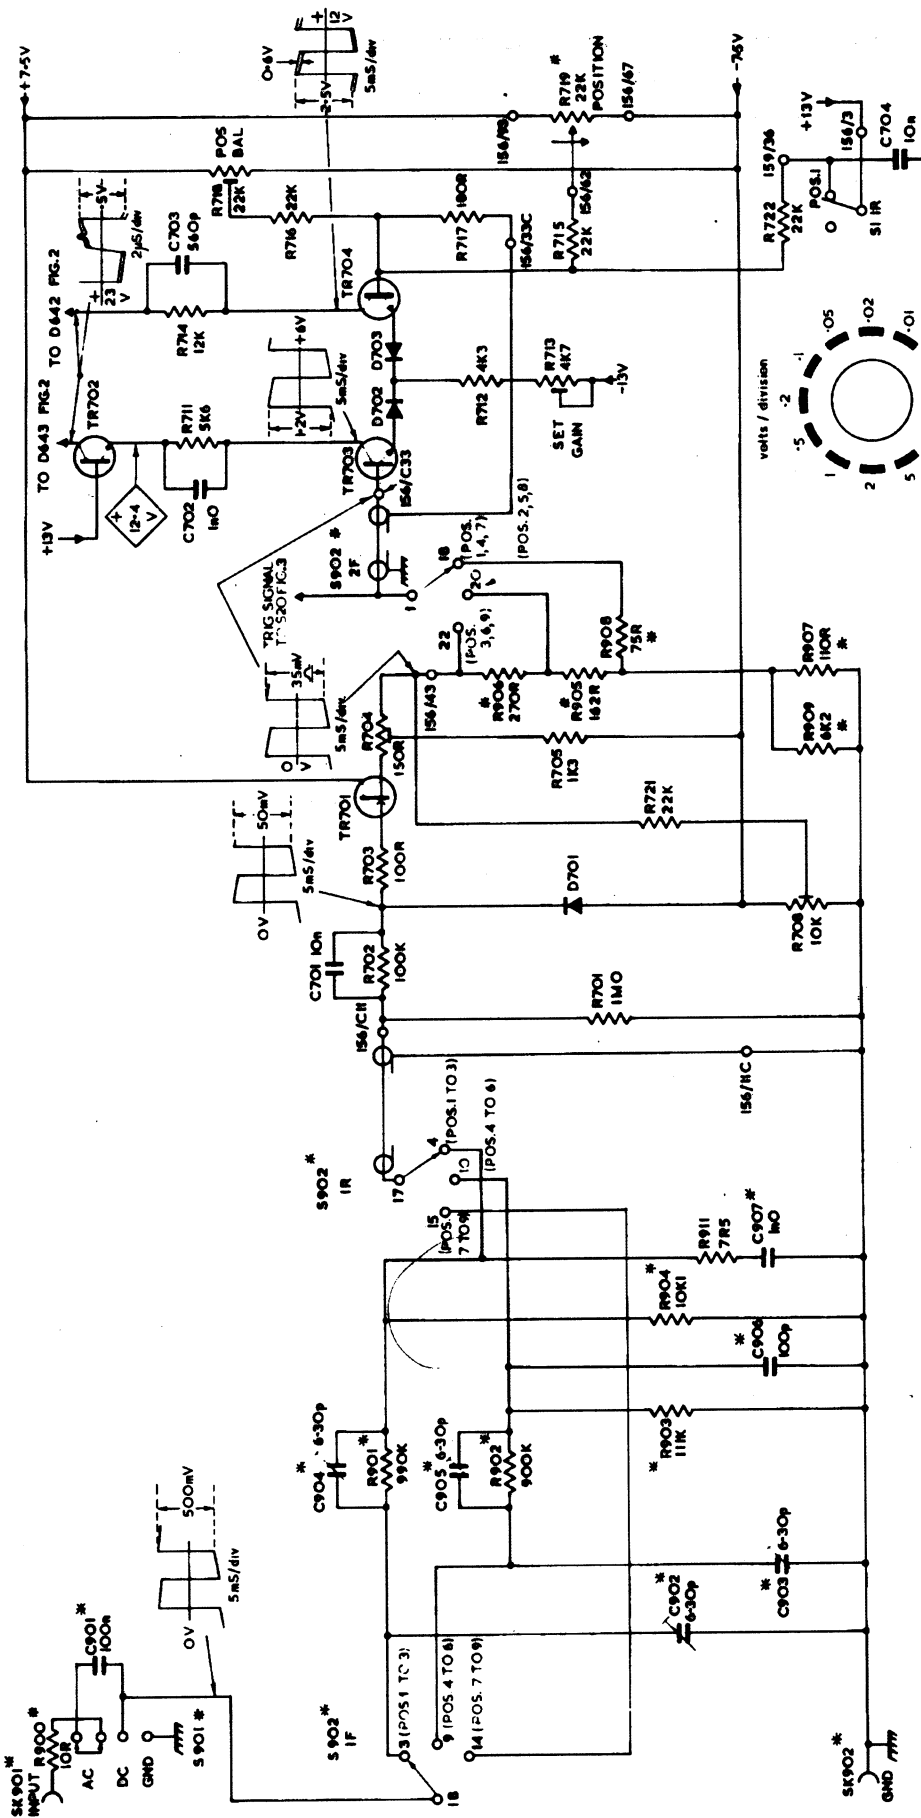 SK901*
INPUT
R900*
10R
AC
DC
GND
C901*
100n
S901*
0V
500mV
5mS/div
S902*
1F
3 (POS 1 TO 3)
9 (POS. 4 TO 6)
14 (POS. 7 TO 9)
18
SK902*
GND
C904* 6-30p
R901*
990K
C905* 6-30p
R902*
900K
C902*
6-30p
C903* 6-30p
R903*
111K
C906*
100p
R904*
10K1
R911
7R5
C907*
1n0
S902*
1R
17
4
(POS. 1 TO 3)
C1
(POS. 4 TO 6)
15
(POS.
7 TO 9)
156/C11
156/11C
R701
1M0
C701 10n
R702
100K
0V
50mV
5mS/div
R703
100R
TR701
D701
R708
10K
R721
22K
R704
150R
R705
1K3
0
V
35mV
5mS/div
156/43
R906*
270R
R905*
162R
R908
75R
*
R909
6K2
*
R907
110R
*
22
(POS.
3,6,9)
20
(POS. 2,5,8)
18
(POS.
1,4,7)
1
TRIG SIGNAL
TO S20 FIG.3
S902*
2F
156/C33
TR703
+13V
TO D643 FIG.2
TR702
+
12-4
V
C702
1n0
R711
5K6
TO D642 FIG.2
+
23
V
5V
2µS/div
R714
12K
C703
560p
1-2V
+6V
5mS/div
D702
D703
TR704
R712
4K3
SET
GAIN
R713
4K7
-13V
R716
22K
R718
22K
POS
BAL
R717
180R
156/33C
R715
22K
156/62
156/98
R719*
22K
POSITION
156/67
+7-5V
-7-5V
0-6V
2-5V
+
12
V
5mS/div
R722
22K
159/36
POS.1
S1 1R
+13V
156/3
C704
10n
volts / division
5
2
1
.5
.2
.1
.05
.02
.01